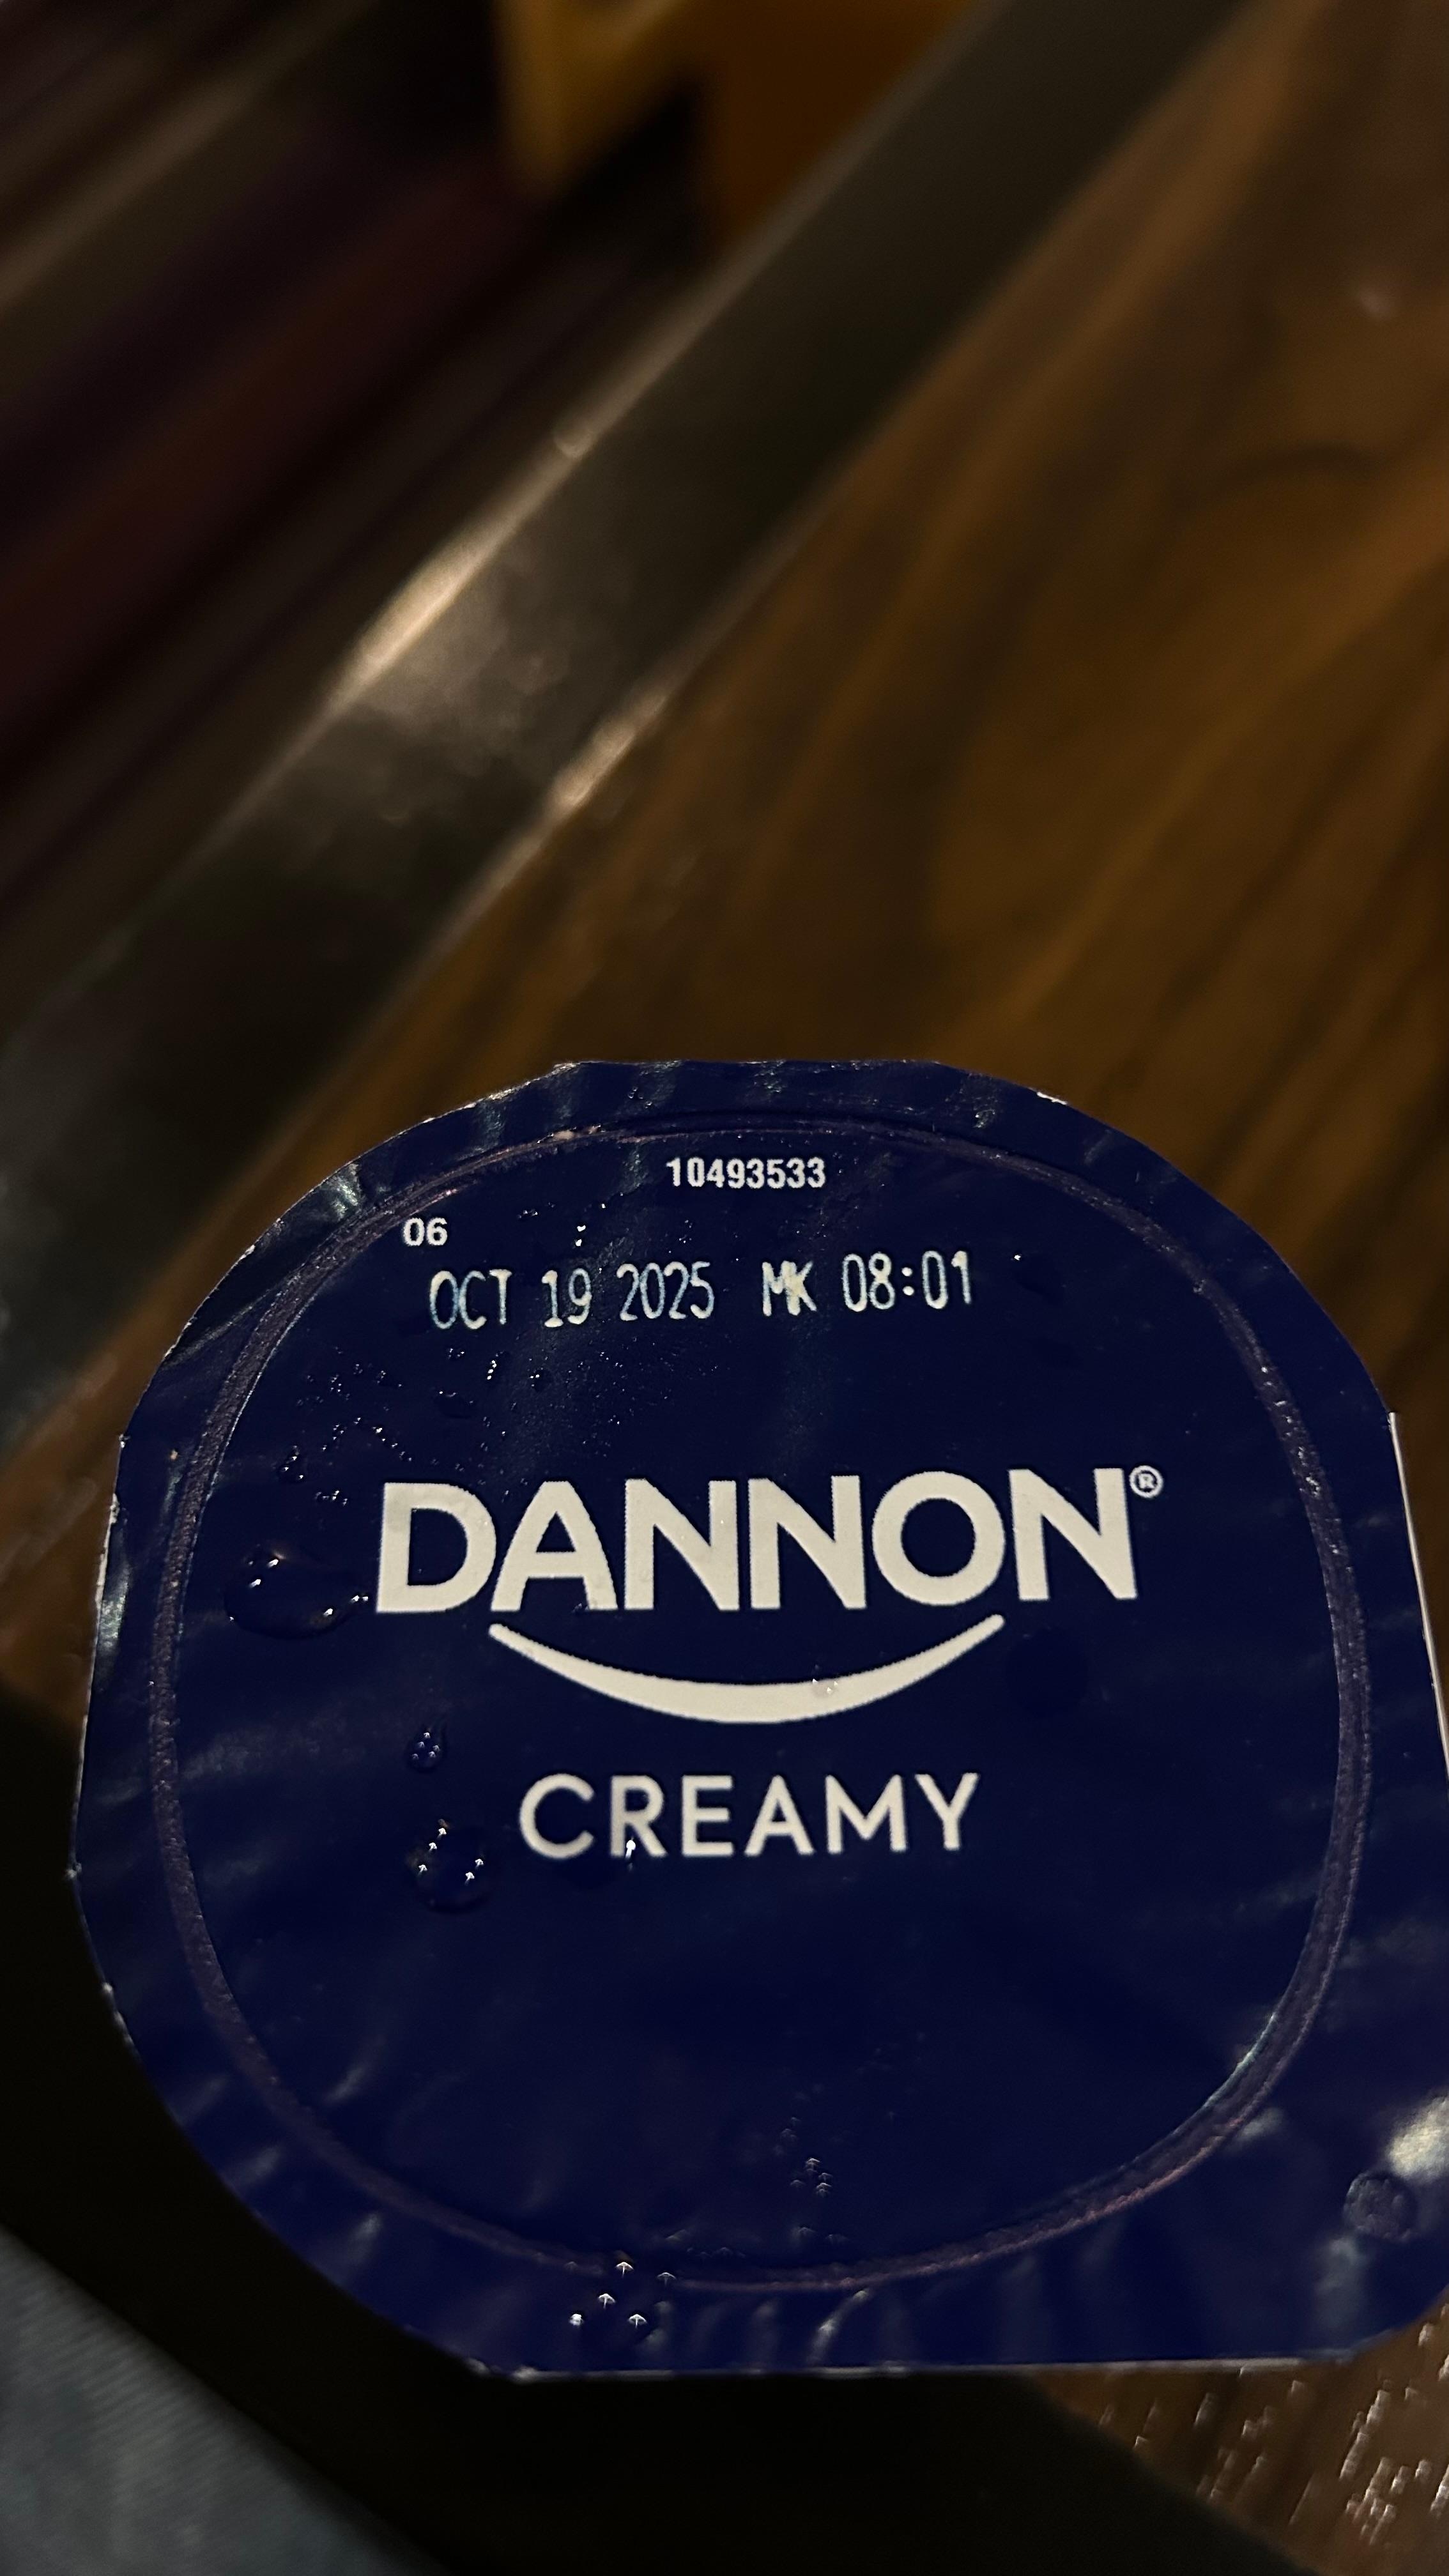 10493533
06
OCT 19 2025 MK 08:01
DANNON®
CREAMY